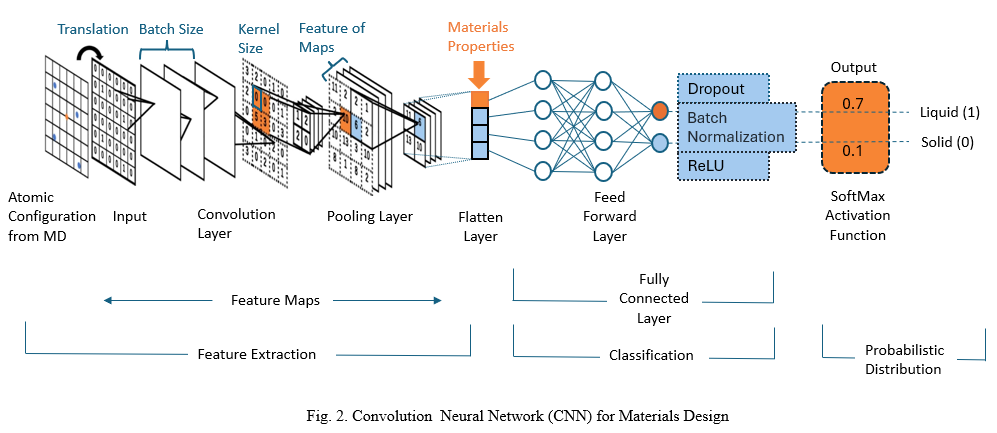 Translation
Batch Size
Kernel
Size
Feature of
Maps
Materials
Properties
Output
Dropout
Batch
Normalization
ReLU
0.7
0.1
Liquid (1)
Solid (0)
Atomic
Configuration
from MD
Input
Convolution
Layer
Pooling Layer
Flatten
Layer
Feed
Forward
Layer
SoftMax
Activation
Function
Feature Maps
Fully
Connected
Layer
Feature Extraction
Classification
Probabilistic
Distribution
Fig. 2. Convolution Neural Network (CNN) for Materials Design